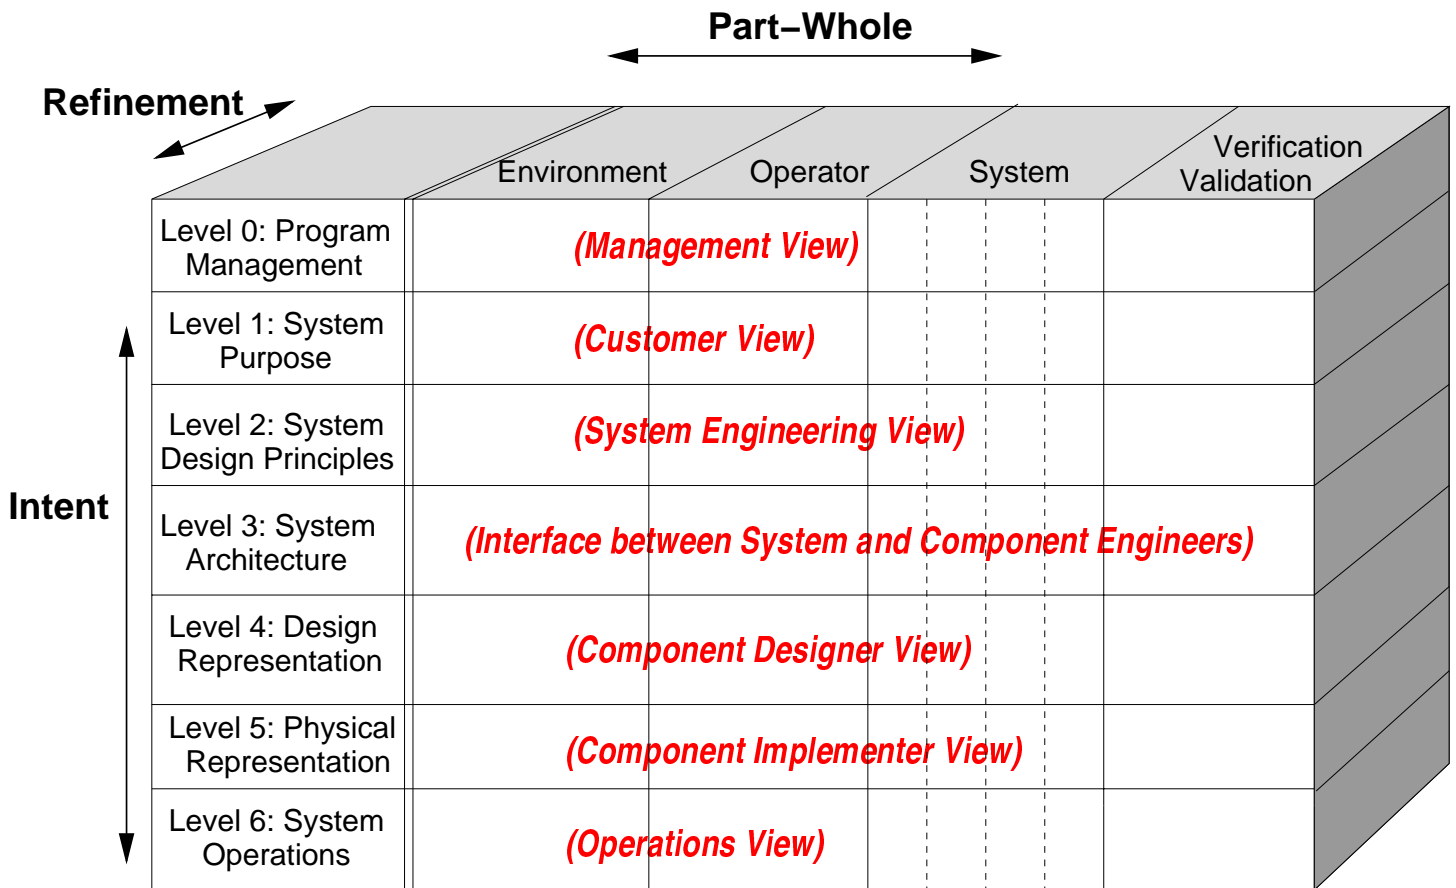 Part–Whole
Refinement
Environment
Operator
System
Verification
Validation
Level 0: Program
Management
(Management View)
Level 1: System
Purpose
(Customer View)
Level 2: System
Design Principles
(System Engineering View)
Intent
Level 3: System
Architecture
(Interface between System and Component Engineers)
Level 4: Design
Representation
(Component Designer View)
Level 5: Physical
Representation
(Component Implementer View)
Level 6: System
Operations
(Operations View)